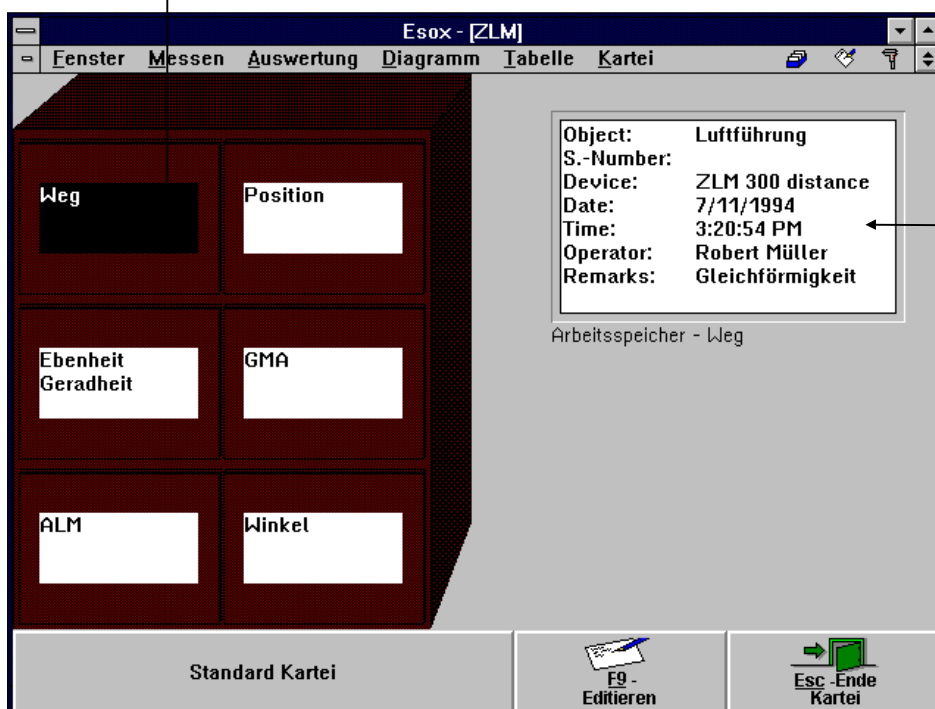 Esox - [ZLM]
Fenster Messen Auswertung Diagramm Tabelle Kartei
Weg
Position
Ebenheit
Geradheit
GMA
ALM
Winkel
Object: Luftführung
S.-Number:
Device: ZLM 300 distance
Date: 7/11/1994
Time: 3:20:54 PM
Operator: Robert Müller
Remarks: Gleichförmigkeit
Arbeitsspeicher - Weg
Standard Kartei
F9 -
Editieren
Esc -Ende
Kartei